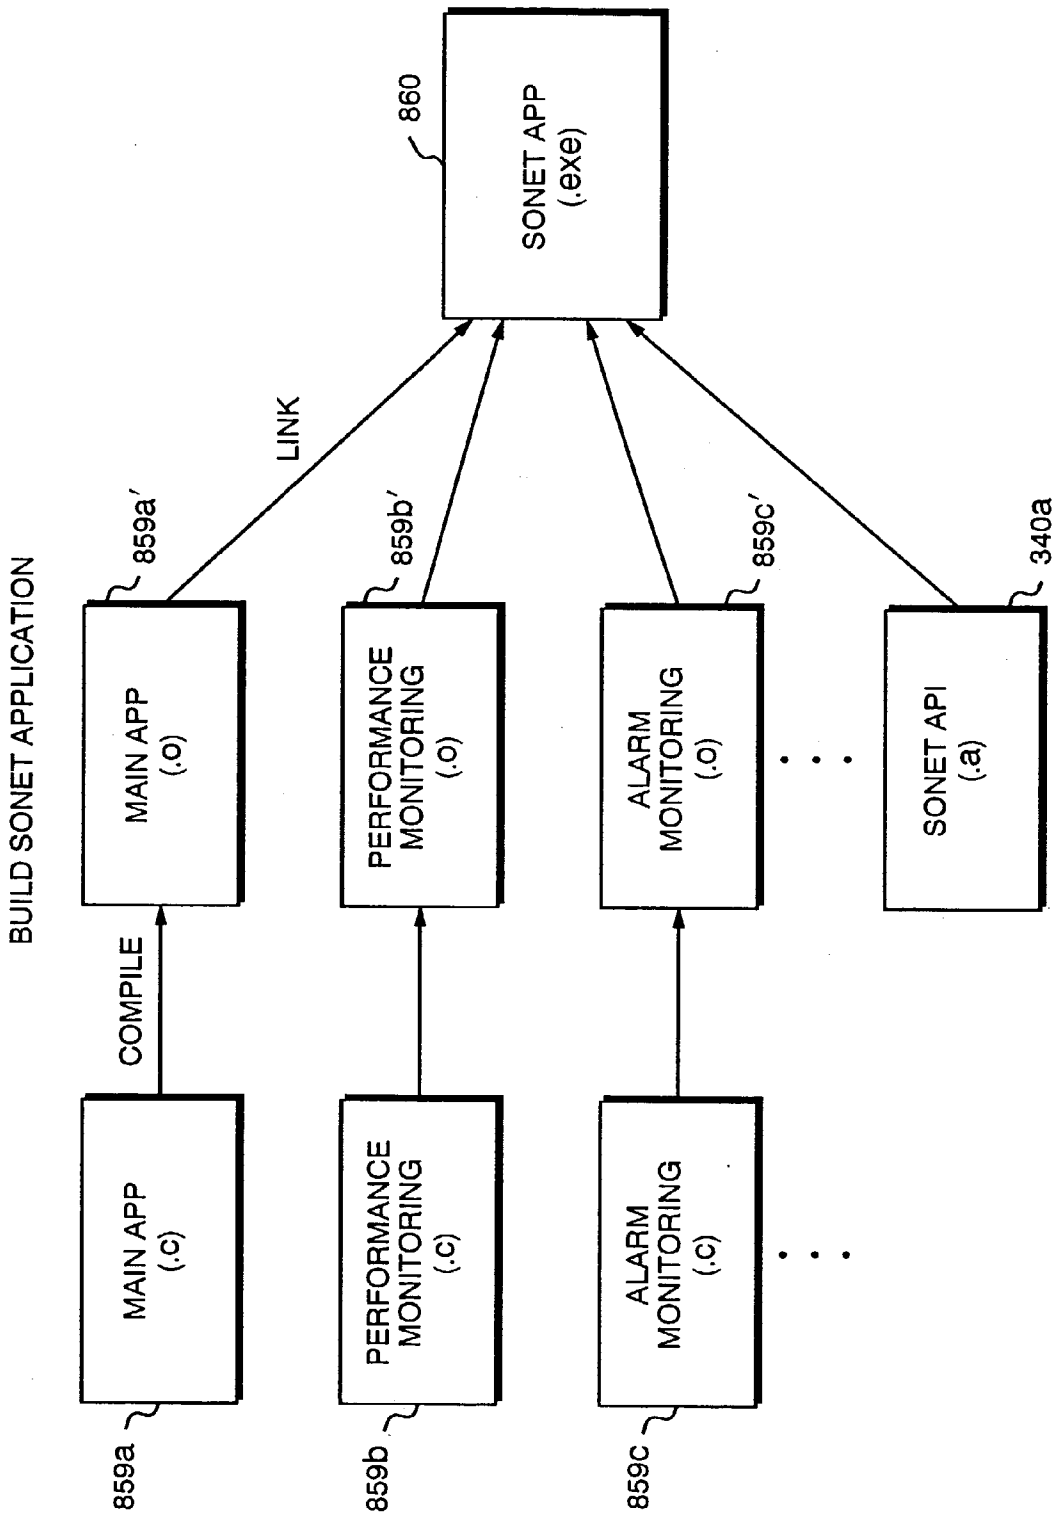 BUILD SONET APPLICATION
859a
MAIN APP
(.c)
COMPILE
859a′
MAIN APP
(.o)
LINK
859b
PERFORMANCE
MONITORING
(.c)
859b′
PERFORMANCE
MONITORING
(.o)
859c
ALARM
MONITORING
(.c)
859c′
ALARM
MONITORING
(.o)
340a
SONET API
(.a)
860
SONET APP
(.exe)